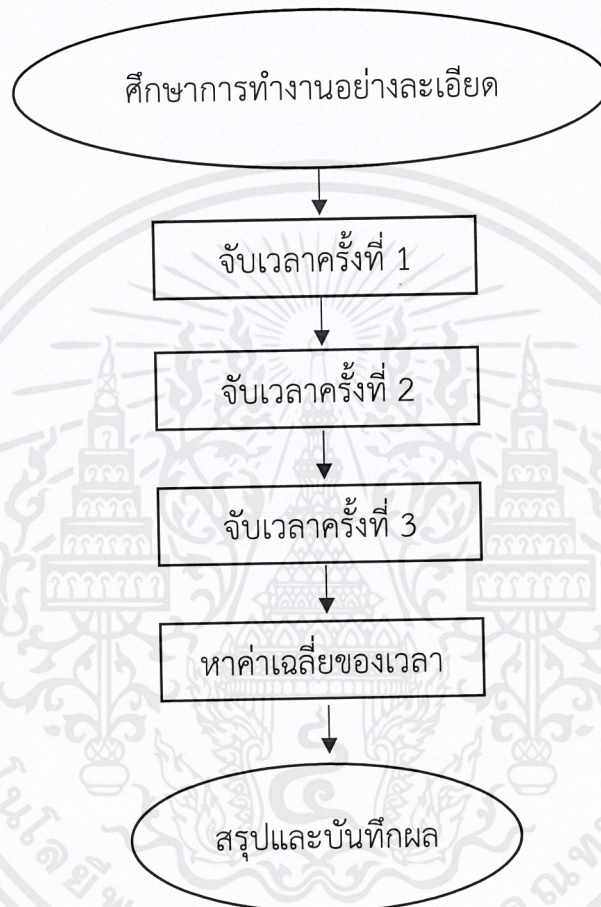 ศึกษาการทำงานอย่างละเอียด
จับเวลาครั้งที่ 1
จับเวลาครั้งที่ 2
จับเวลาครั้งที่ 3
หาค่าเฉลี่ยของเวลา
สรุปและบันทึกผล